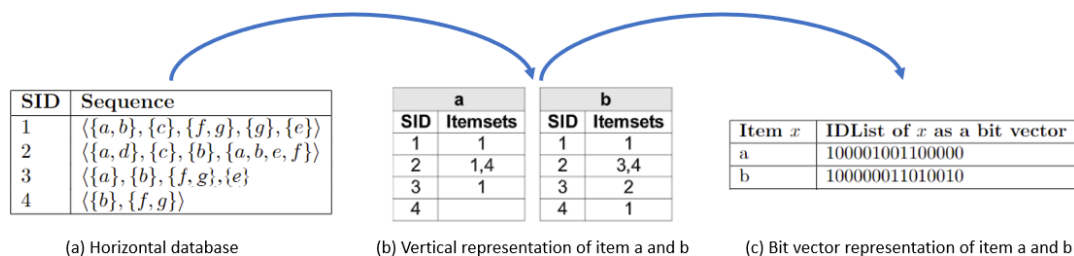 SID Sequence
1 ⟨{a, b}, {c}, {f, g}, {g}, {e}⟩
2 ⟨{a, d}, {c}, {b}, {a, b, e, f}⟩
3 ⟨{a}, {b}, {f, g},{e}
4 ⟨{b}, {f, g}⟩
(a) Horizontal database
a
SID Itemsets
1 1
2 1,4
3 1
4
b
SID Itemsets
1 1
2 3,4
3 2
4 1
(b) Vertical representation of item a and b
Item x IDList of x as a bit vector
a 100001001100000
b 100000011010010
(c) Bit vector representation of item a and b